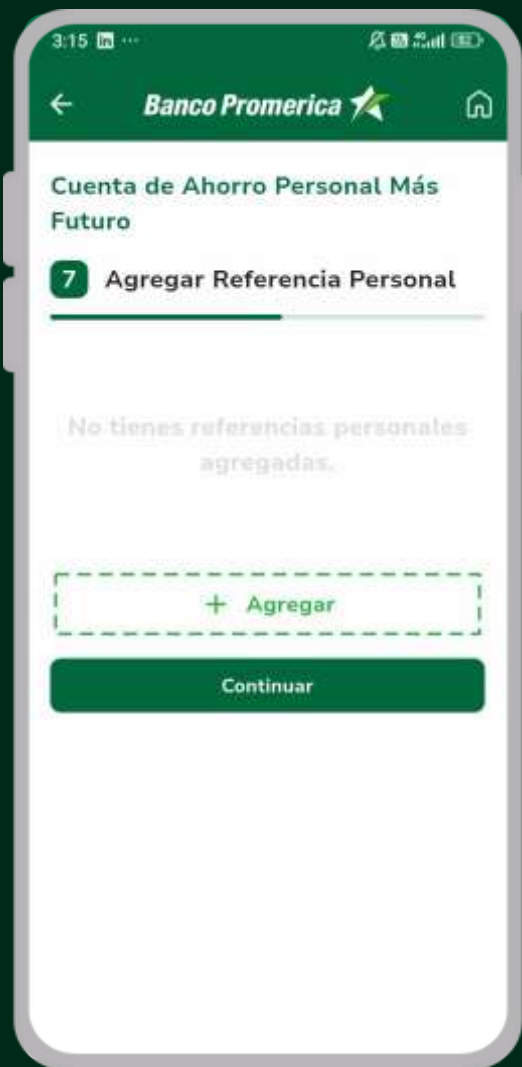 3:15 in ...
Banco Promerica
Cuenta de Ahorro Personal Más
Futuro
7 Agregar Referencia Personal
No tienes referencias personales
agregadas.
+ Agregar
Continuar